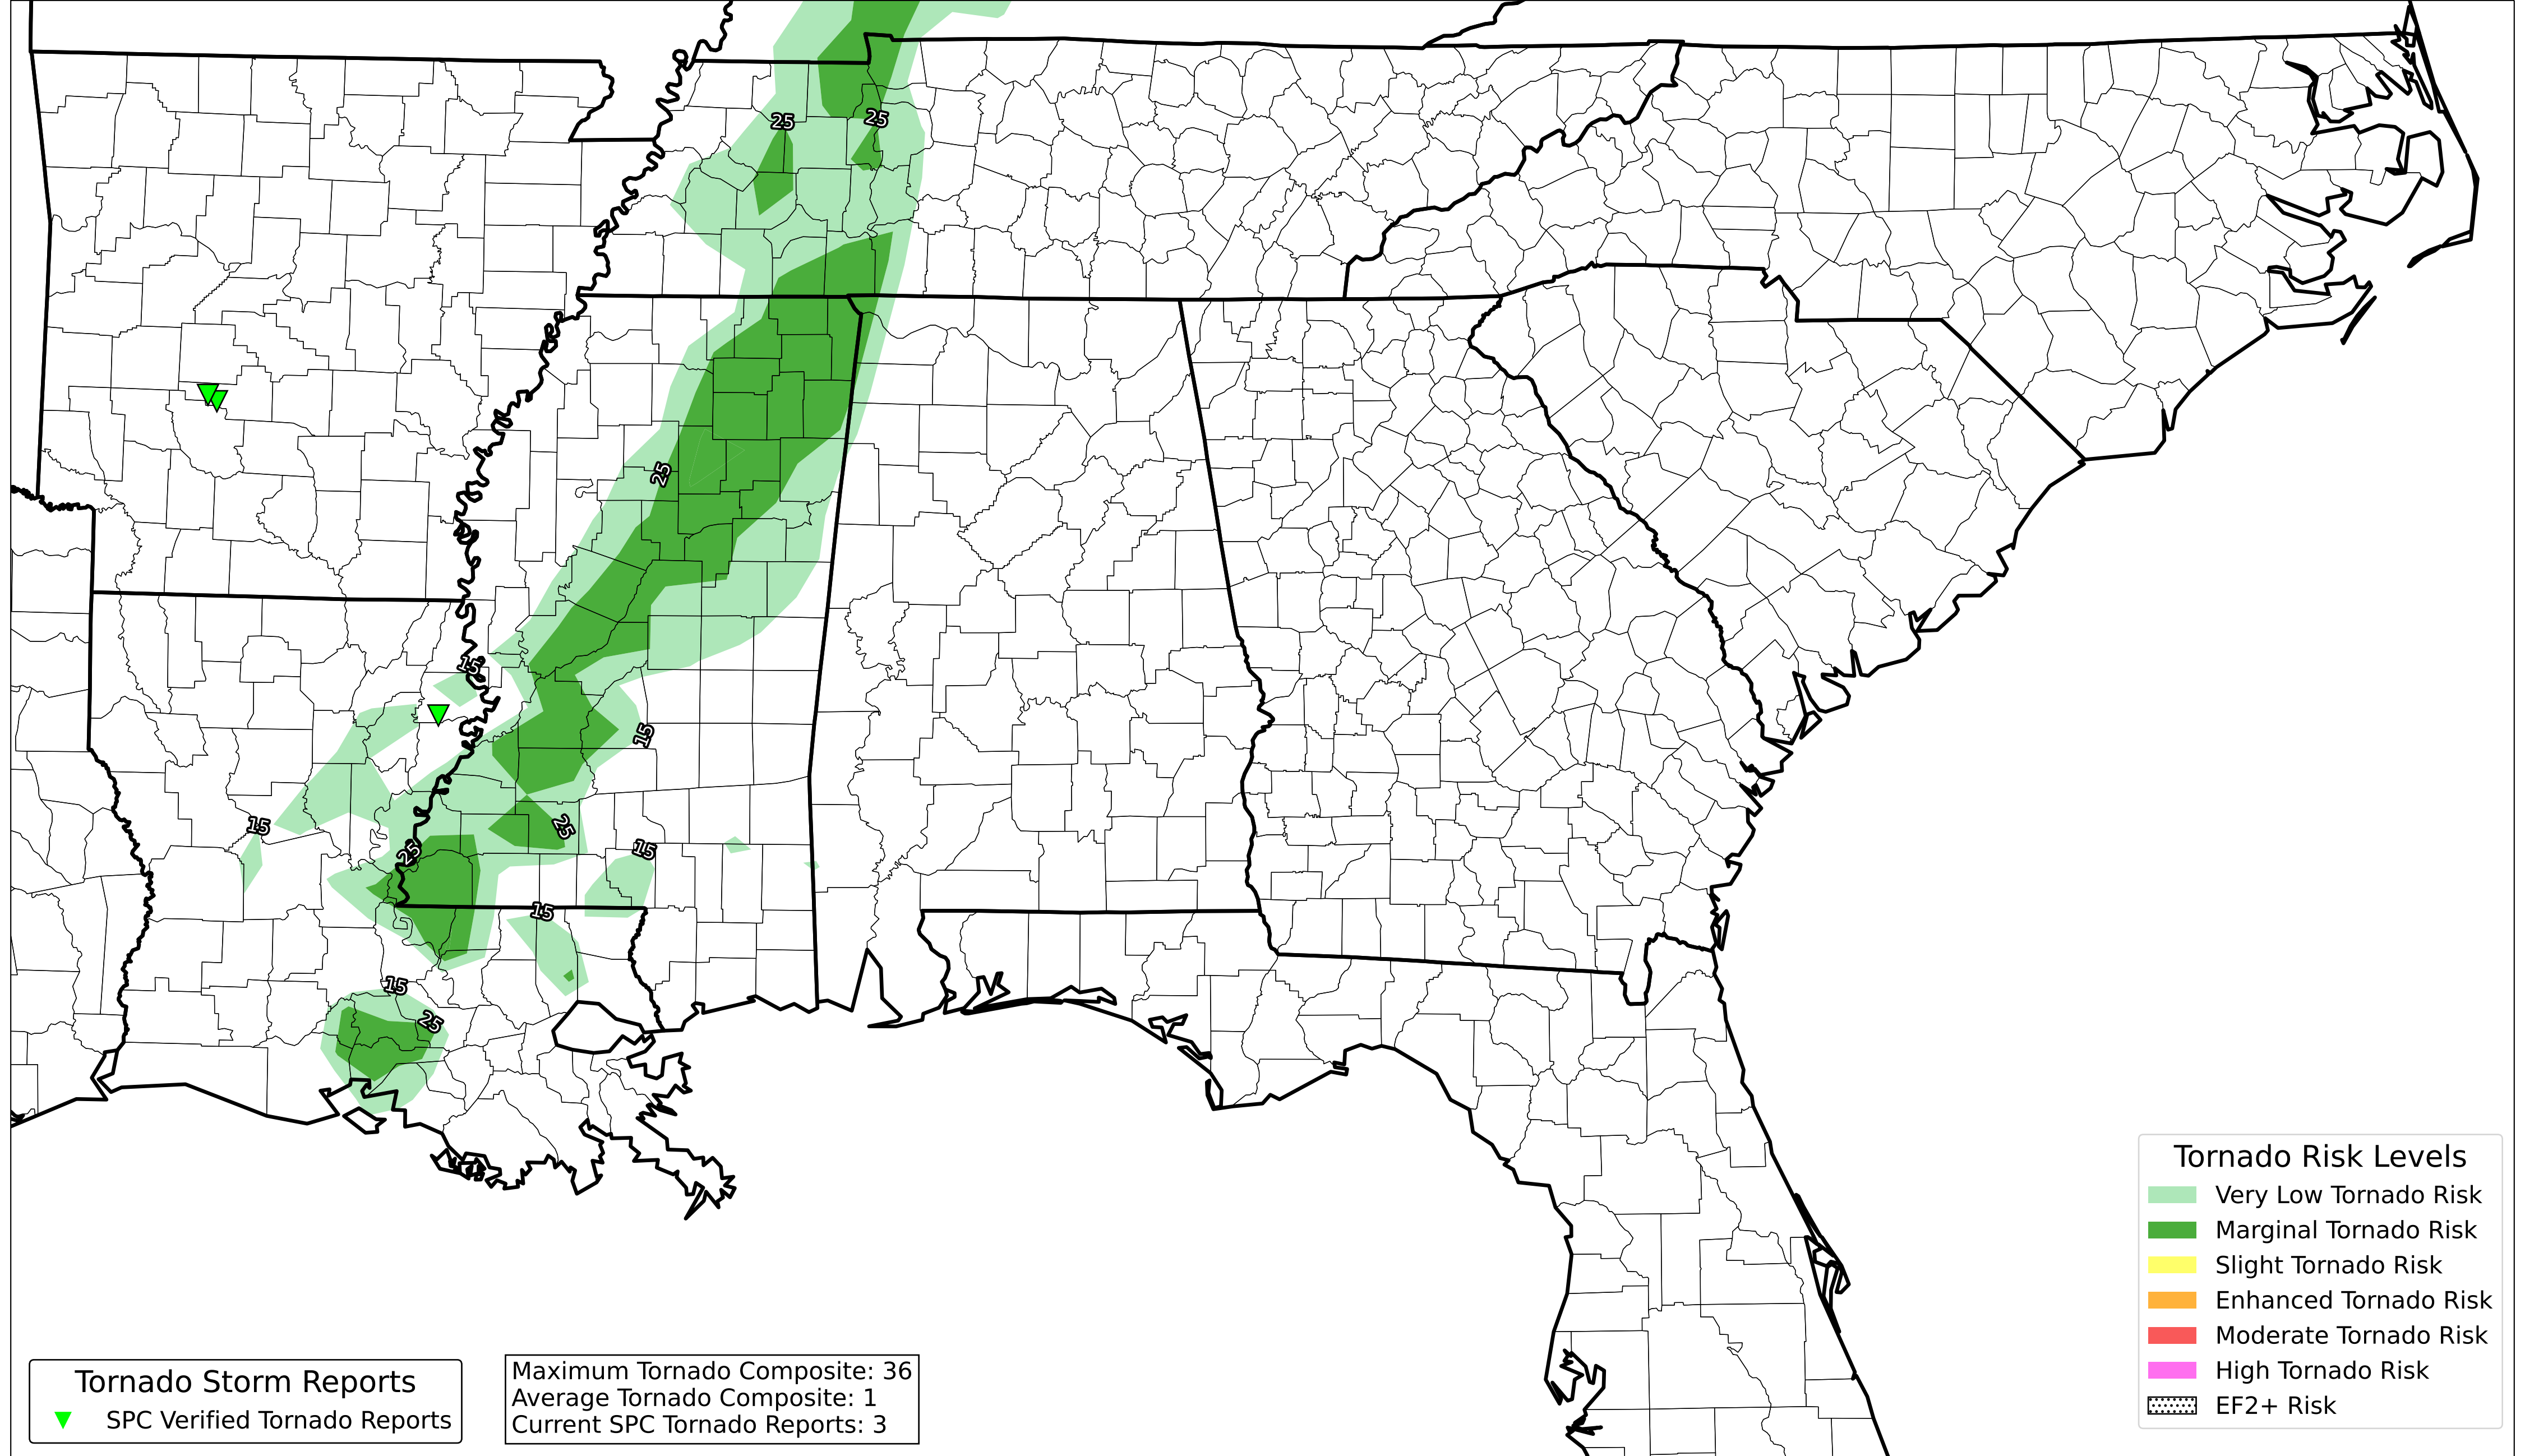 25
25
25
15
15
15
25
25
15
15
15
25
Tornado Risk Levels
Very Low Tornado Risk
Marginal Tornado Risk
Slight Tornado Risk
Enhanced Tornado Risk
Moderate Tornado Risk
High Tornado Risk
EF2+ Risk
Tornado Storm Reports
SPC Verified Tornado Reports
Maximum Tornado Composite: 36
Average Tornado Composite: 1
Current SPC Tornado Reports: 3